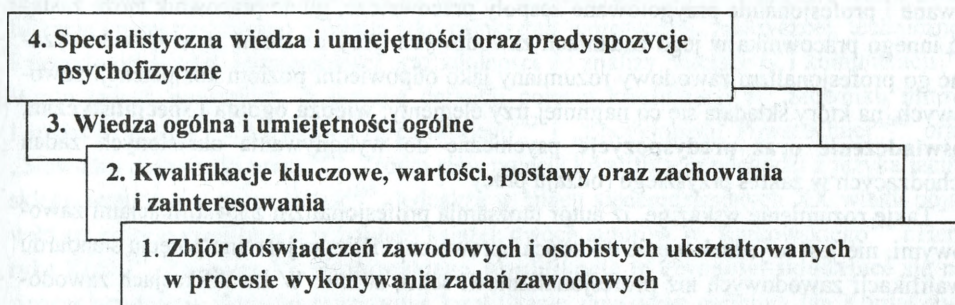 4. Specjalistyczna wiedza i umiejętności oraz predyspozycje
psychofizyczne
3. Wiedza ogólna i umiejętności ogólne
2. Kwalifikacje kluczowe, wartości, postawy oraz zachowania
i zainteresowania
1. Zbiór doświadczeń zawodowych i osobistych ukształtowanych
w procesie wykonywania zadań zawodowych